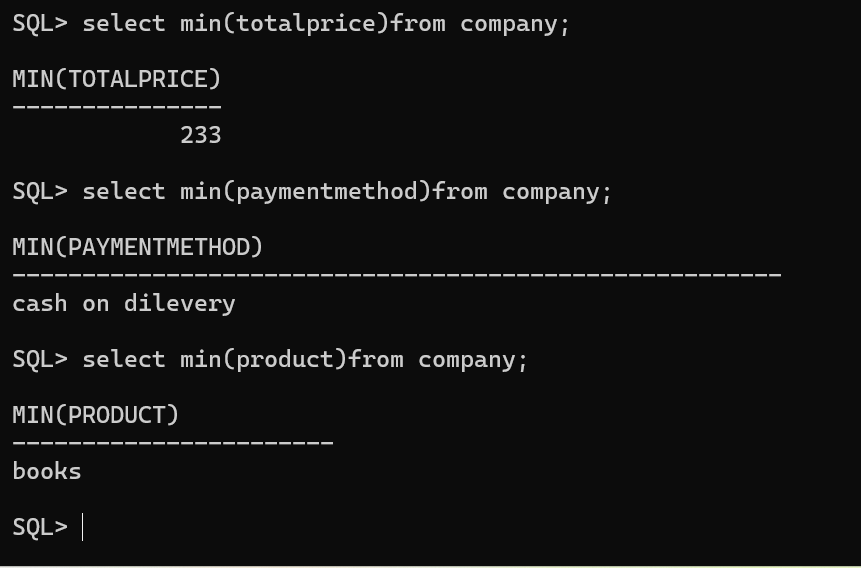 SQL> select min(totalprice)from company;
MIN(TOTALPRICE)
---------------
233
SQL> select min(paymentmethod)from company;
MIN(PAYMENTMETHOD)
-------------------------------------------------------
cash on dilevery
SQL> select min(product)from company;
MIN(PRODUCT)
-----------------------
books
SQL>